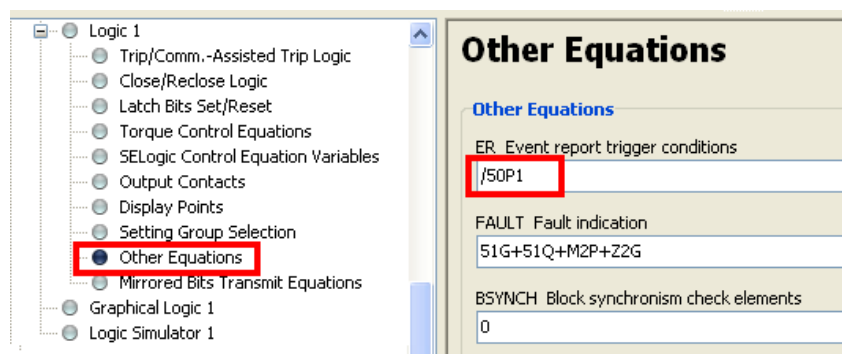 Logic 1
Trip/Comm.-Assisted Trip Logic
Close/Reclose Logic
Latch Bits Set/Reset
Torque Control Equations
SELogic Control Equation Variables
Output Contacts
Display Points
Setting Group Selection
Other Equations
Mirrored Bits Transmit Equations
Graphical Logic 1
Logic Simulator 1
Other Equations
Other Equations
ER Event report trigger conditions
/50P1
FAULT Fault indication
51G+51Q+M2P+Z2G
BSYNCH Block synchronism check elements
0